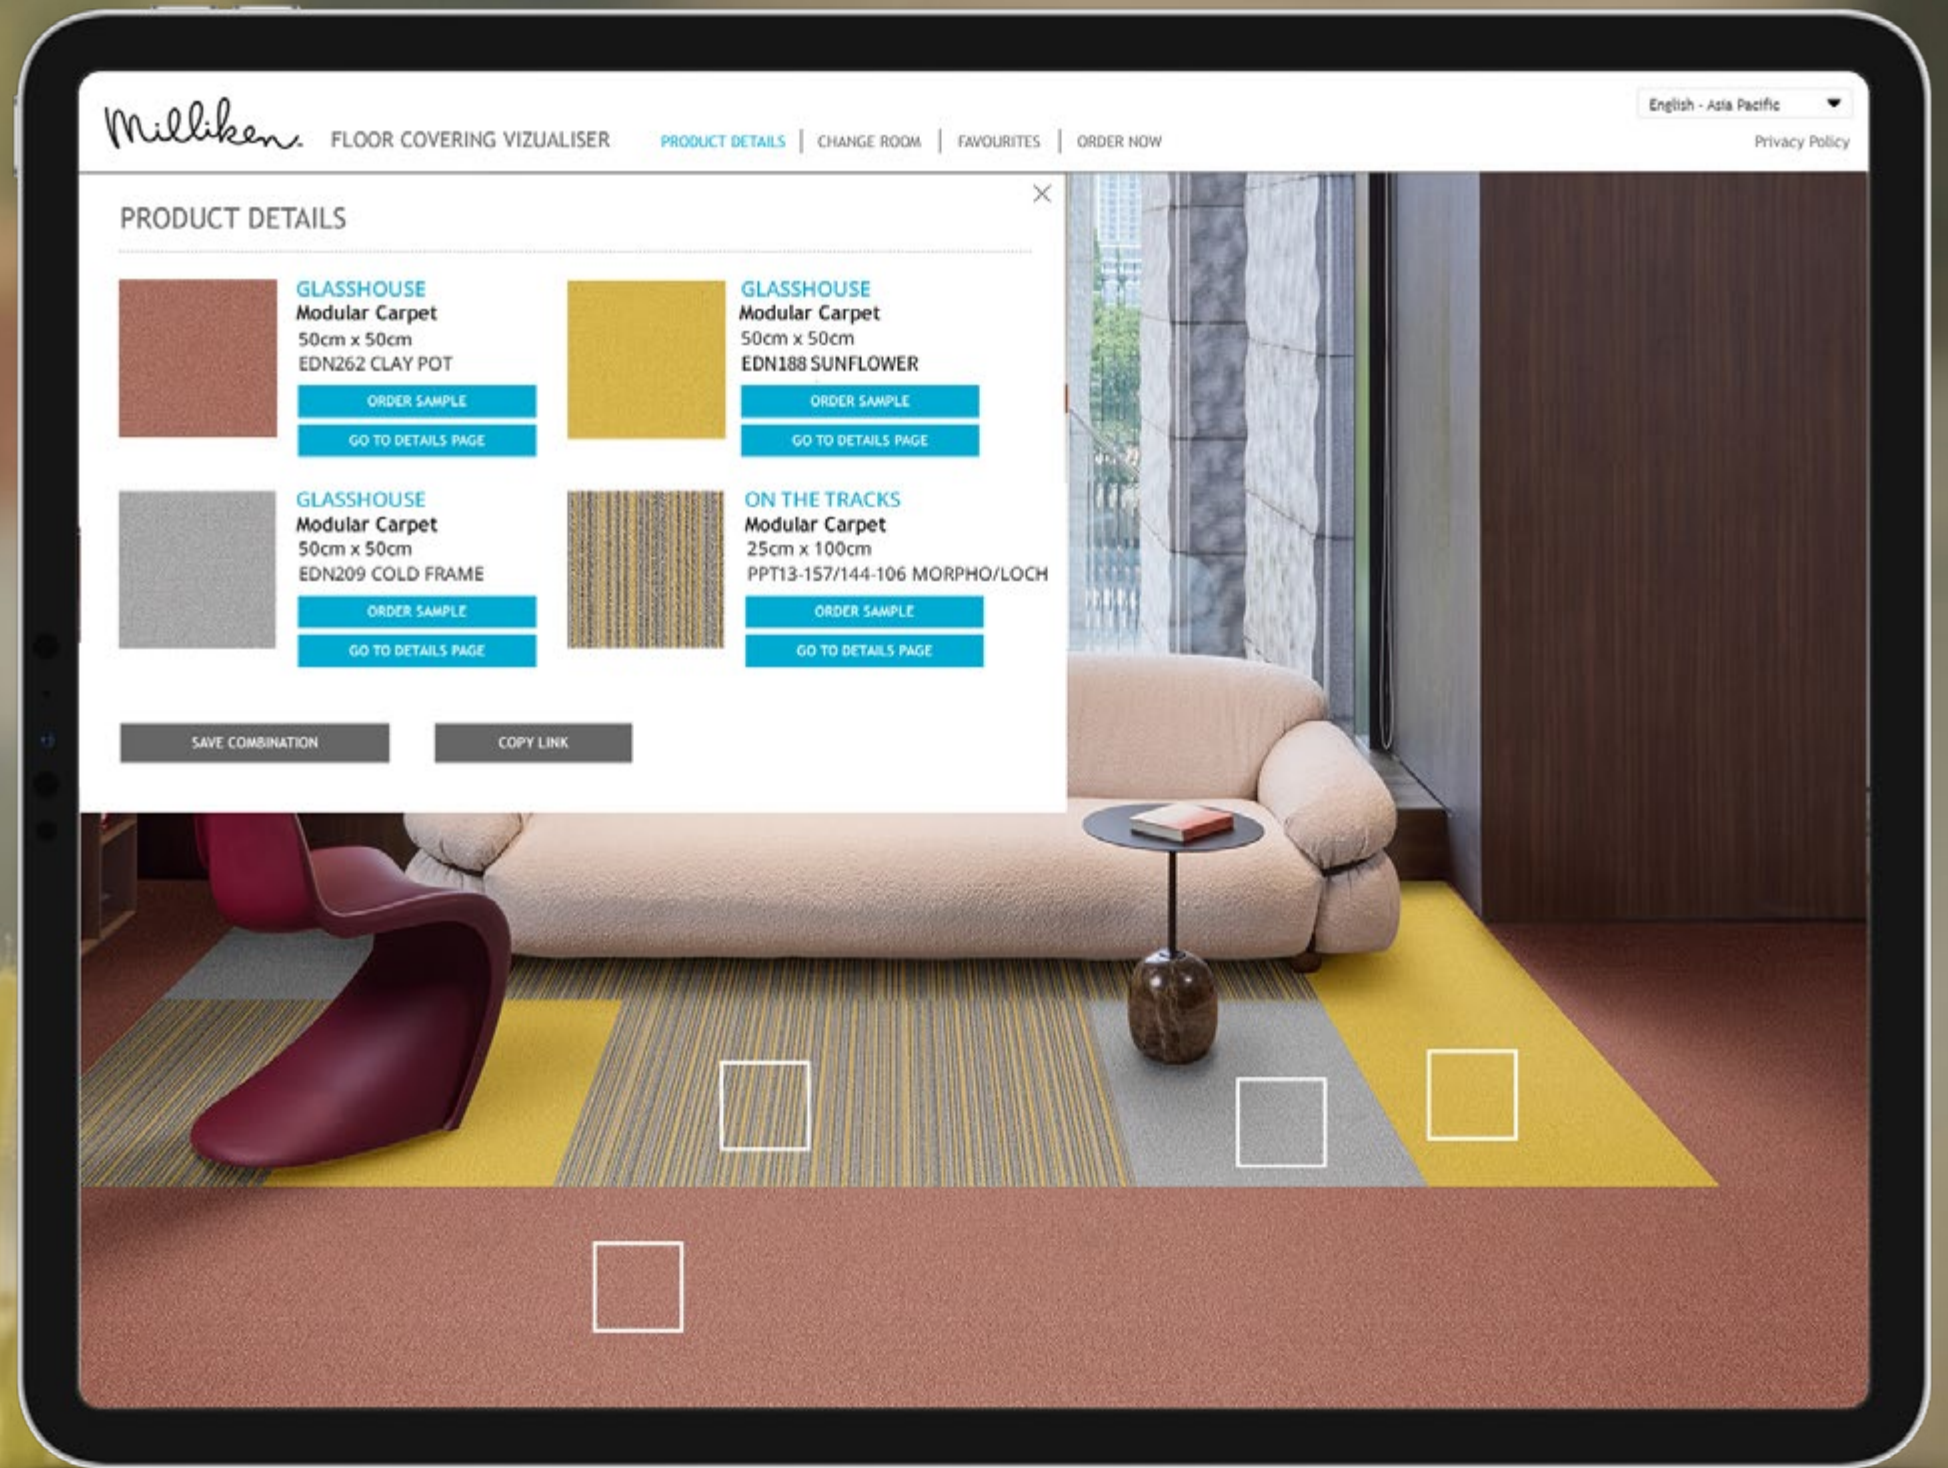 Milliken.
FLOOR COVERING VIZUALISER
PRODUCT DETAILS
CHANGE ROOM
FAVOURITES
ORDER NOW
English - Asia Pacific
Privacy Policy
PRODUCT DETAILS
GLASSHOUSE
Modular Carpet
50cm x 50cm
EDN262 CLAY POT
ORDER SAMPLE
GO TO DETAILS PAGE
GLASSHOUSE
Modular Carpet
50cm x 50cm
EDN188 SUNFLOWER
ORDER SAMPLE
GO TO DETAILS PAGE
GLASSHOUSE
Modular Carpet
50cm x 50cm
EDN209 COLD FRAME
ORDER SAMPLE
GO TO DETAILS PAGE
ON THE TRACKS
Modular Carpet
25cm x 100cm
PPT13-157/144-106 MORPHO/LOCH
ORDER SAMPLE
GO TO DETAILS PAGE
SAVE COMBINATION
COPY LINK